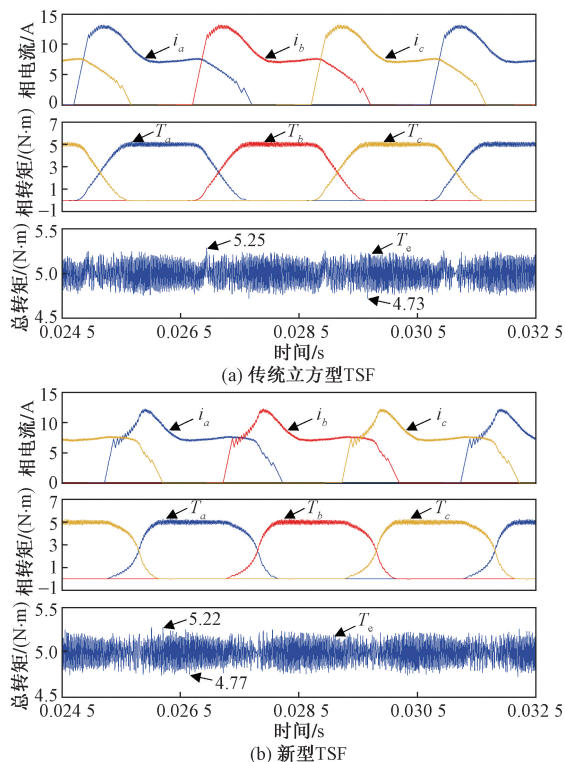 相电流/A
15
10
5
0
i_a
i_b
i_c
相转矩/(N·m)
7
5
3
1
−1
T_a
T_b
T_c
总转矩/(N·m)
5.5
5.0
4.5
5.25
T_e
4.73
0.024 5
0.026 5
0.028 5
0.030 5
0.032 5
时间/s
(a) 传统立方型TSF
相电流/A
15
10
5
0
i_a
i_b
i_c
相转矩/(N·m)
7
5
3
1
−1
T_a
T_b
T_c
总转矩/(N·m)
5.5
5.0
4.5
5.22
T_e
4.77
0.024 5
0.026 5
0.028 5
0.030 5
0.032 5
时间/s
(b) 新型TSF